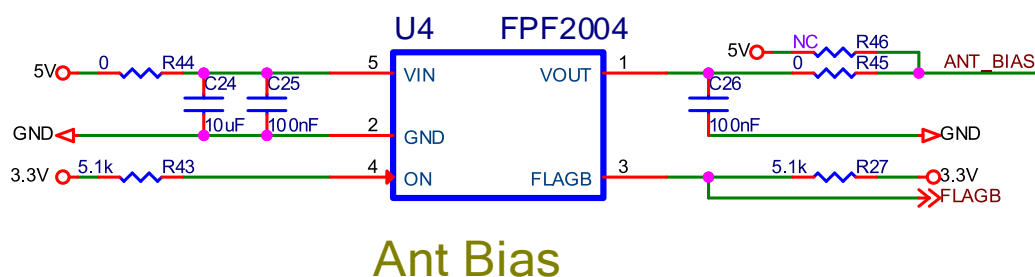 U4 FPF2004
5V 0 R44 5 VIN VOUT 1 0 R45 ANT_BIAS
5V NC R46
C24 C25 C26
10uF 100nF 100nF
GND 2 GND GND
3.3V 5.1k R43 4 ON FLAGB 3 5.1k R27 3.3V
FLAGB
Ant Bias